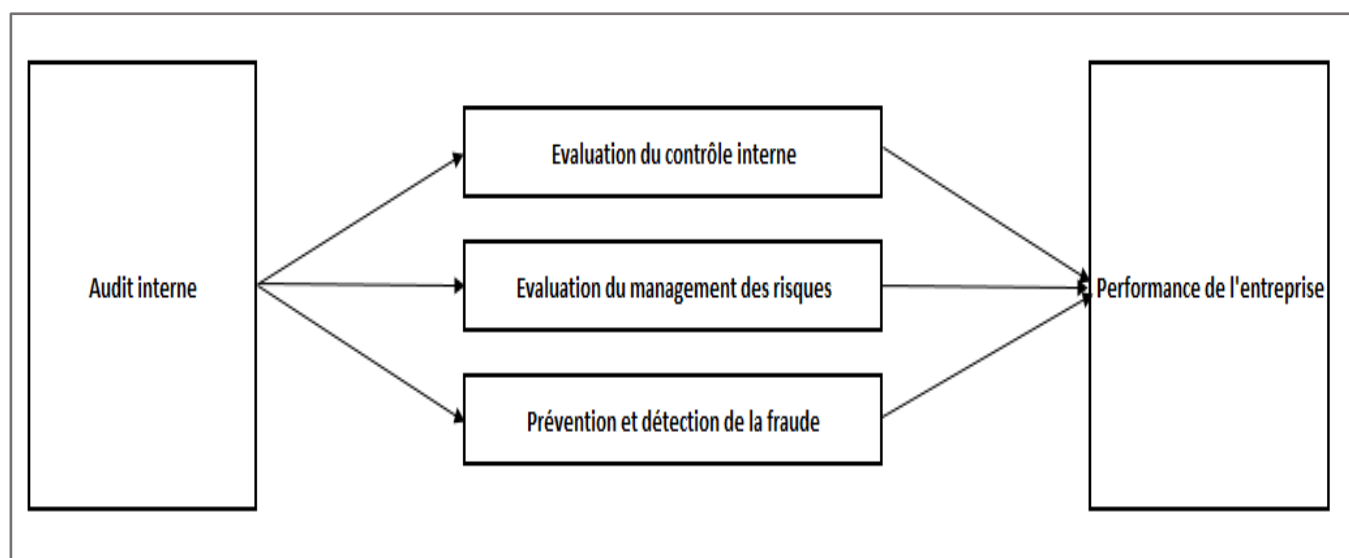 Evaluation du contrôle interne
Audit interne
Evaluation du management des risques
Performance de l'entreprise
Prévention et détection de la fraude